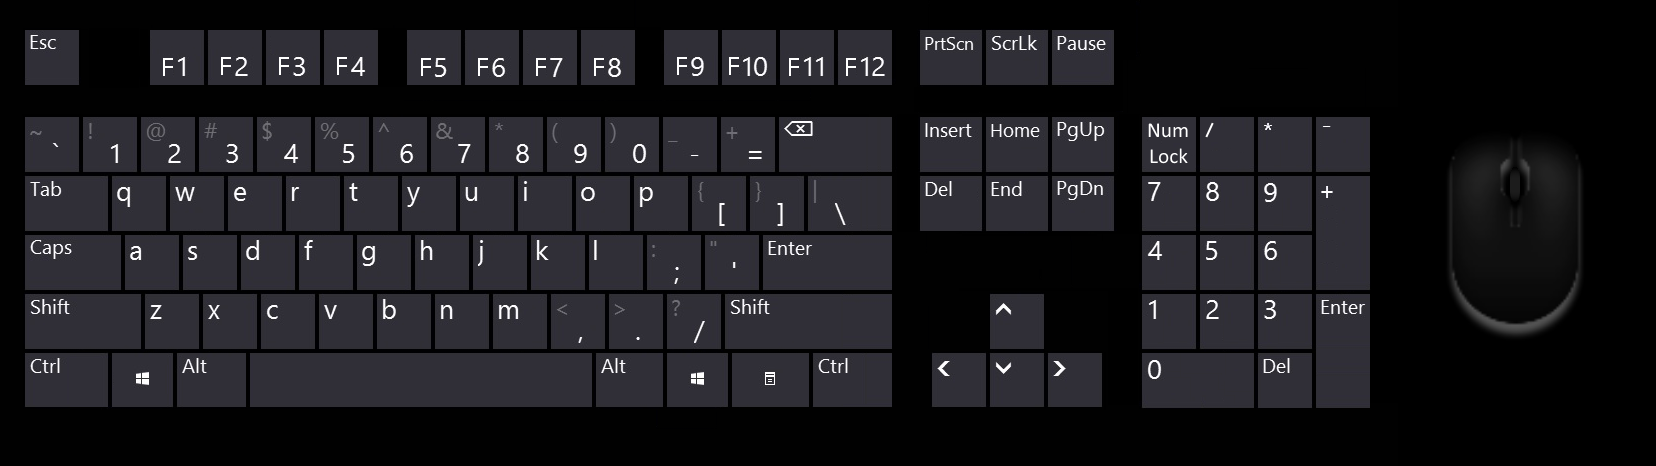 Esc F1 F2 F3 F4 F5 F6 F7 F8 F9 F10 F11 F12 PrtScn ScrLk Pause
~ ` ! 1 @ 2 # 3 $ 4 % 5 ^ 6 & 7 * 8 ( 9 ) 0 _ - + = Insert Home PgUp Num Lock / * -
Tab q w e r t y u i o p { [ } ] | \ Del End PgDn 7 8 9 +
Caps a s d f g h j k l : ; " ' Enter 4 5 6
Shift z x c v b n m < , > . ? / Shift 1 2 3 Enter
Ctrl Alt Alt Ctrl 0 Del